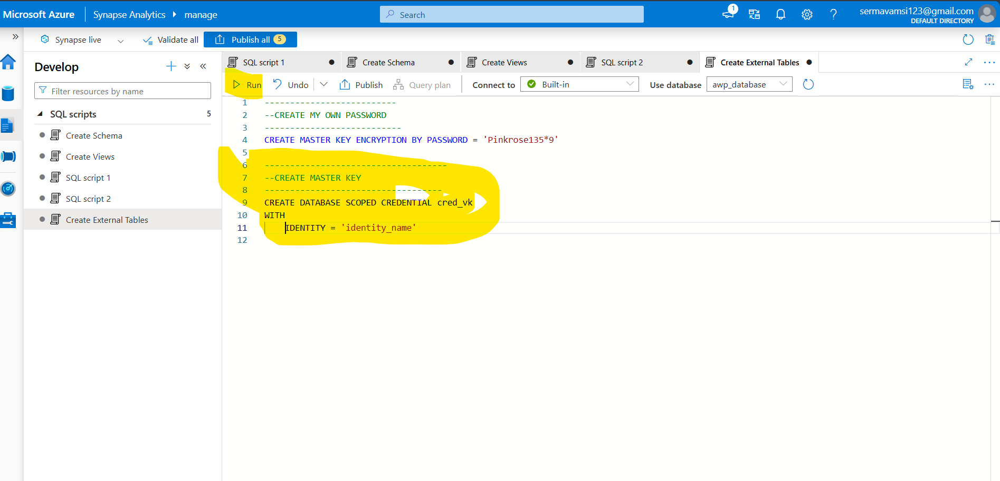 Microsoft Azure
Synapse Analytics
manage
Search
1
sermavamsi123@gmail.com
DEFAULT DIRECTORY
Synapse live
Validate all
Publish all
5
Develop
SQL script 1
Create Schema
Create Views
SQL script 2
Create External Tables
Run
Undo
Publish
Query plan
Connect to
Built-in
Use database
awp_database
Filter resources by name
SQL scripts
5
Create Schema
Create Views
SQL script 1
SQL script 2
Create External Tables
1 --------------------------
2 --CREATE MY OWN PASSWORD
3 ---------------------------
4 CREATE MASTER KEY ENCRYPTION BY PASSWORD = 'Pinkrose135*9'
5
6 ------------------------------------
7 --CREATE MASTER KEY
8 -----------------------------------
9 CREATE DATABASE SCOPED CREDENTIAL cred_vk
10 WITH
11 IDENTITY = 'identity_name'
12